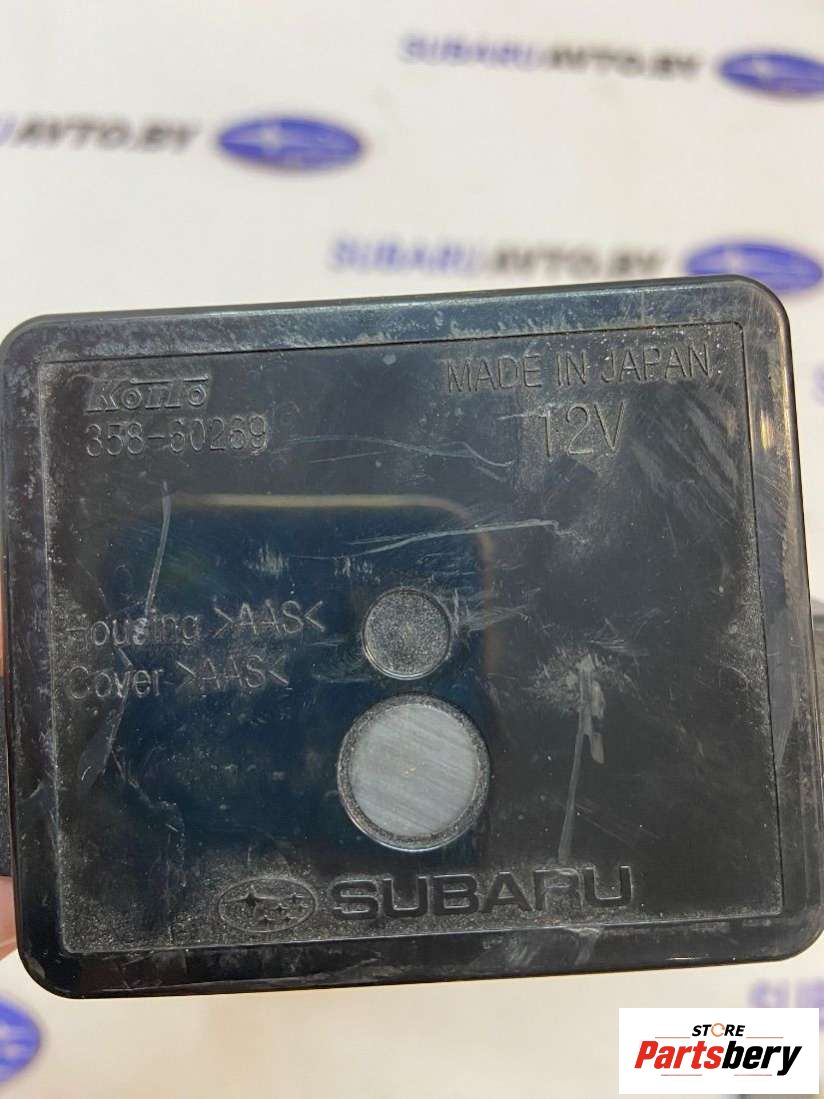 SUBARUAVTO.BY
AVTO.BY
SUBARUAVTO.BY
Koito
MADE IN JAPAN
358-60269
12V
Housing >AAS<
Cover >AAS<
SUBARU
STORE
Partsbery